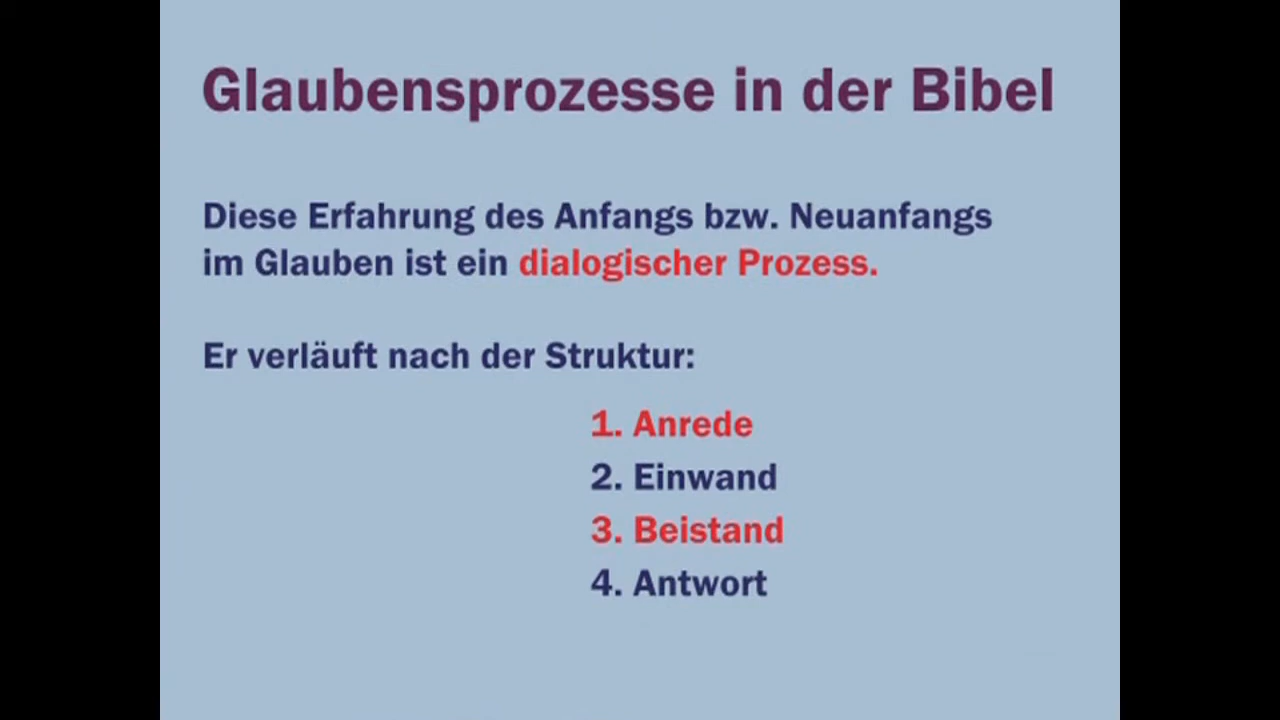 Glaubensprozesse in der Bibel
Diese Erfahrung des Anfangs bzw. Neuanfangs
im Glauben ist ein dialogischer Prozess.
Er verläuft nach der Struktur:
1. Anrede
2. Einwand
3. Beistand
4. Antwort